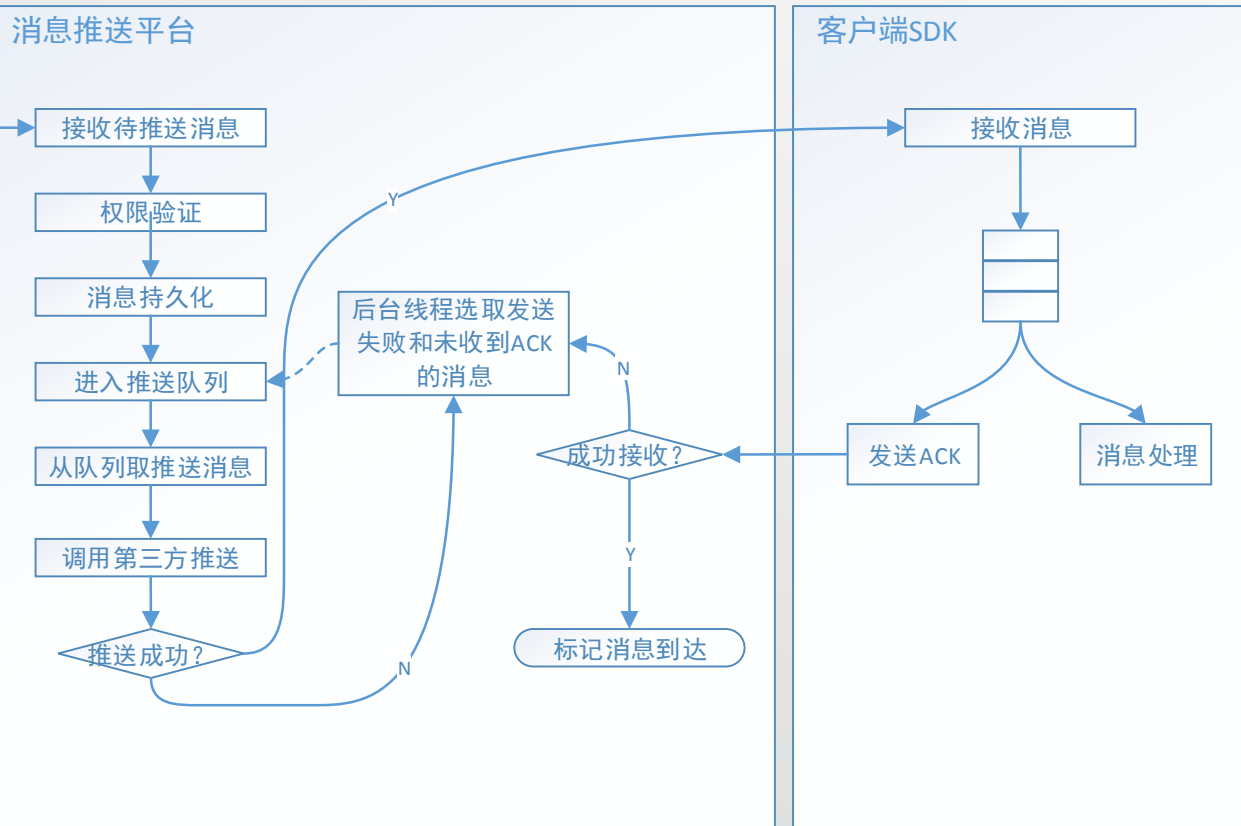 消息推送平台
客户端SDK
接收待推送消息
接收消息
权限验证
Y
消息持久化
后台线程选取发送
失败和未收到ACK
的消息
进入推送队列
N
从队列取推送消息
成功接收?
发送ACK
消息处理
调用第三方推送
Y
推送成功?
N
标记消息到达